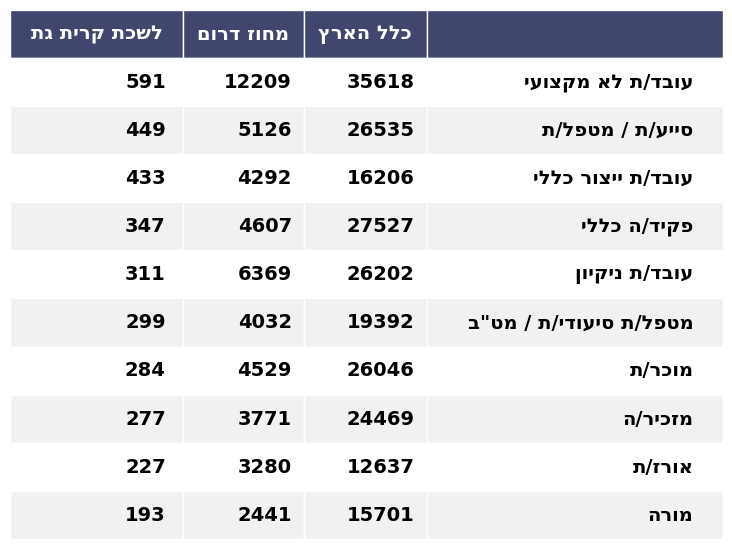 כלל הארץ מחוז דרום לשכת קרית גת
עובד/ת לא מקצועי 35618 12209 591
סייע/ת / מטפל/ת 26535 5126 449
עובד/ת ייצור כללי 16206 4292 433
פקיד/ה כללי 27527 4607 347
עובד/ת ניקיון 26202 6369 311
מטפל/ת סיעודי/ת / מט"ב 19392 4032 299
מוכר/ת 26046 4529 284
מזכיר/ה 24469 3771 277
אורז/ת 12637 3280 227
מורה 15701 2441 193